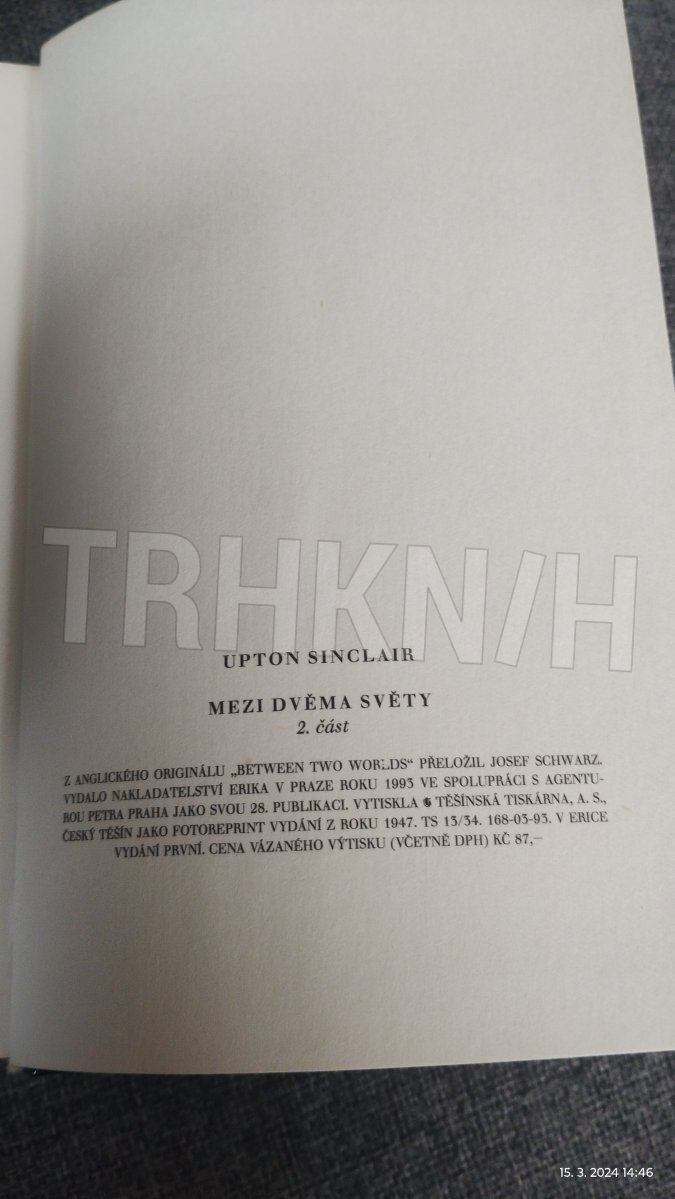 TRHKNIH
UPTON SINCLAIR
MEZI DVĚMA SVĚTY
2. část
Z ANGLICKÉHO ORIGINÁLU „BETWEEN TWO WORLDS“ PŘELOŽIL JOSEF SCHWARZ.
VYDALO NAKLADATELSTVÍ ERIKA V PRAZE ROKU 1993 VE SPOLUPRÁCI S AGENTU-
ROU PETRA PRAHA JAKO SVOU 28. PUBLIKACI. VYTISKLA TĚŠÍNSKÁ TISKÁRNA, A. S.,
ČESKÝ TĚŠÍN JAKO FOTOREPRINT VYDÁNÍ Z ROKU 1947. TS 13/34. 168-03-93. V ERICE
VYDÁNÍ PRVNÍ. CENA VÁZANÉHO VÝTISKU (VČETNĚ DPH) KČ 87,—
15. 3. 2024 14:46